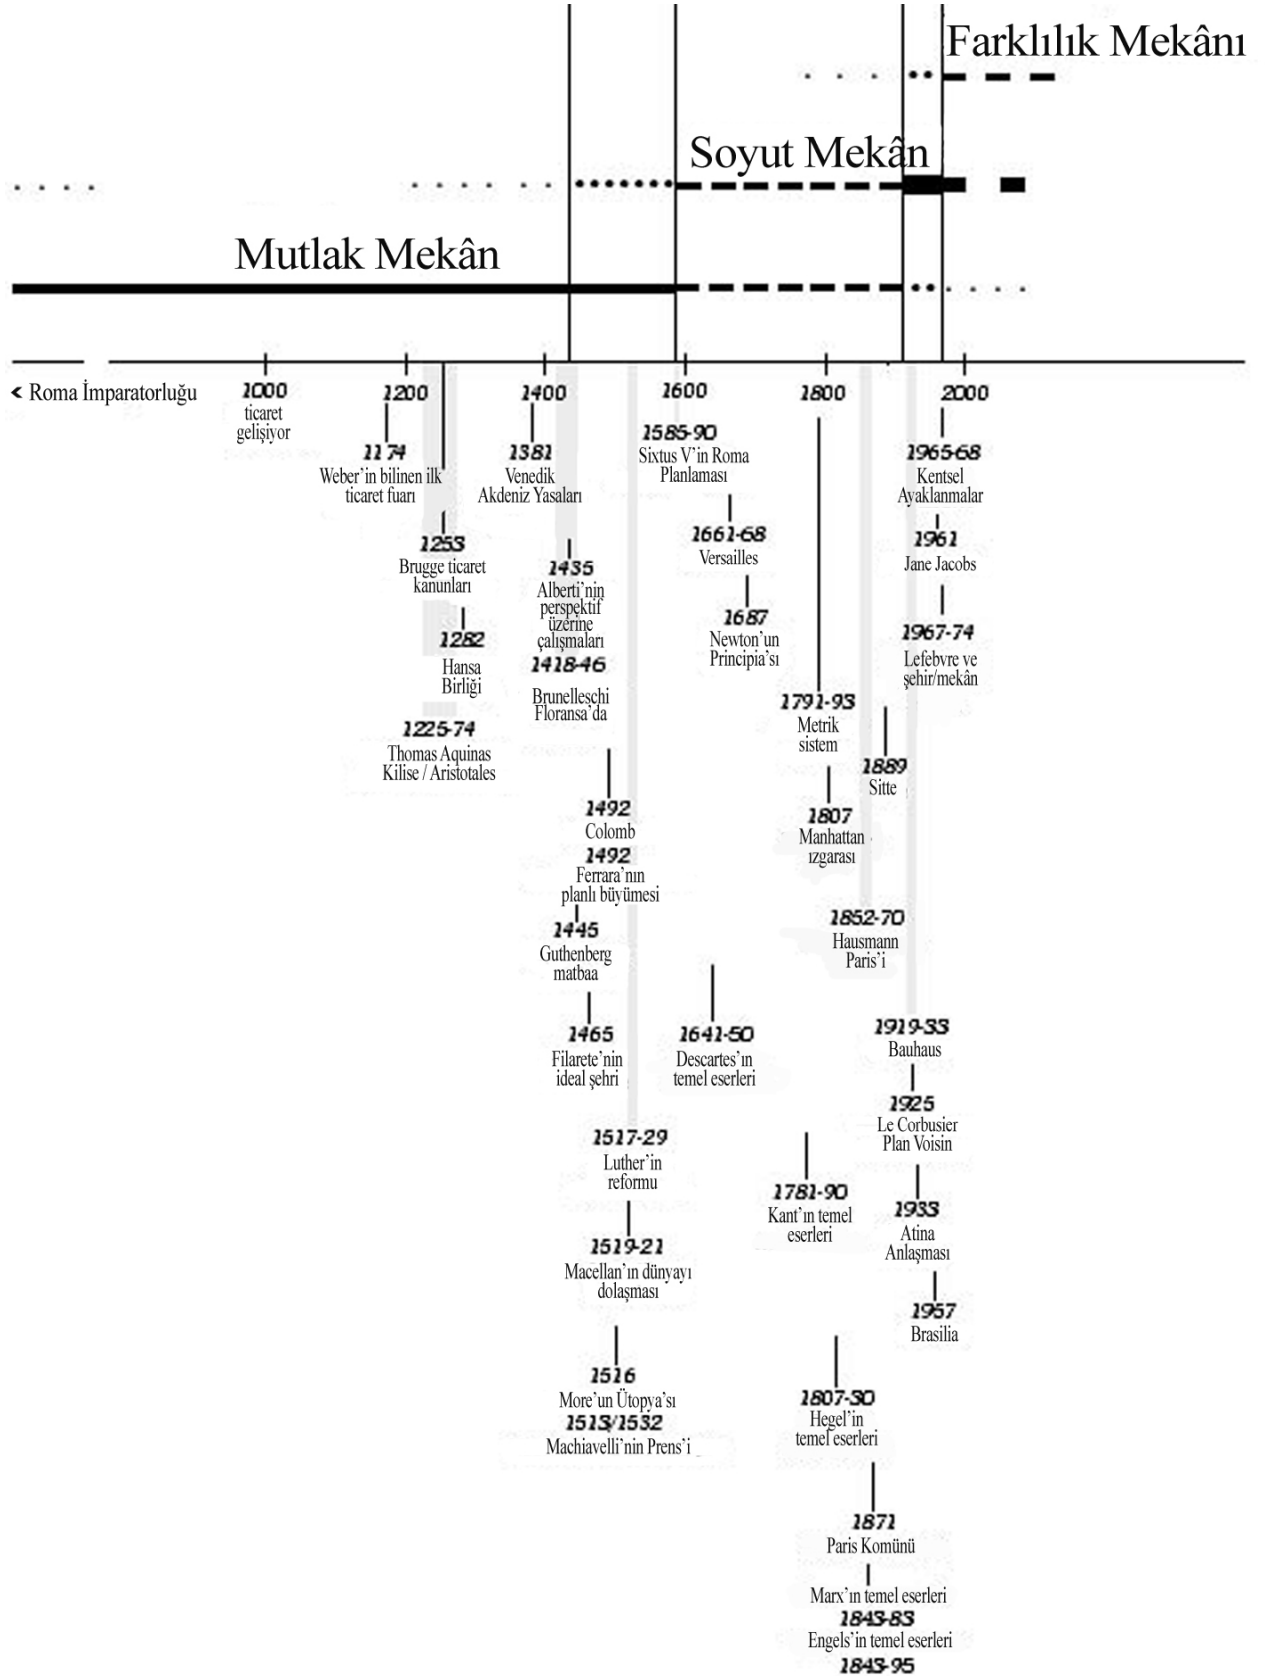 Farklılık Mekânı
Soyut Mekân
Mutlak Mekân
< Roma İmparatorluğu
1000
1200
1400
1600
1800
2000
ticaret
gelişiyor
1174
Weber’in bilinen ilk
ticaret fuarı
1253
Brugge ticaret
kanunları
1282
Hansa
Birliği
1225-74
Thomas Aquinas
Kilise / Aristotales
1381
Venedik
Akdeniz Yasaları
1435
Alberti’nin
perspektif
üzerine
çalışmaları
1418-46
Brunelleschi
Floransa’da
1492
Colomb
1492
Ferrara’nın
planlı büyümesi
1445
Guthenberg
matbaa
1465
Filarete’nin
ideal şehri
1517-29
Luther’in
reformu
1519-21
Macellan’ın dünyayı
dolaşması
1516
More’un Ütopya’sı
1513/1532
Machiavelli’nin Prens’i
1585-90
Sixtus V’in Roma
Planlaması
1661-68
Versailles
1687
Newton’un
Principia’sı
1641-50
Descartes’ın
temel eserleri
1791-93
Metrik
sistem
1807
Manhattan
ızgarası
1889
Sitte
1852-70
Hausmann
Paris’i
1781-90
Kant’ın temel
eserleri
1807-30
Hegel’in
temel eserleri
1871
Paris Komünü
Marx’ın temel eserleri
1843-83
Engels’in temel eserleri
1843-95
1965-68
Kentsel
Ayaklanmalar
1961
Jane Jacobs
1967-74
Lefebvre ve
şehir/mekân
1919-33
Bauhaus
1925
Le Corbusier
Plan Voisin
1933
Atina
Anlaşması
1957
Brasilia